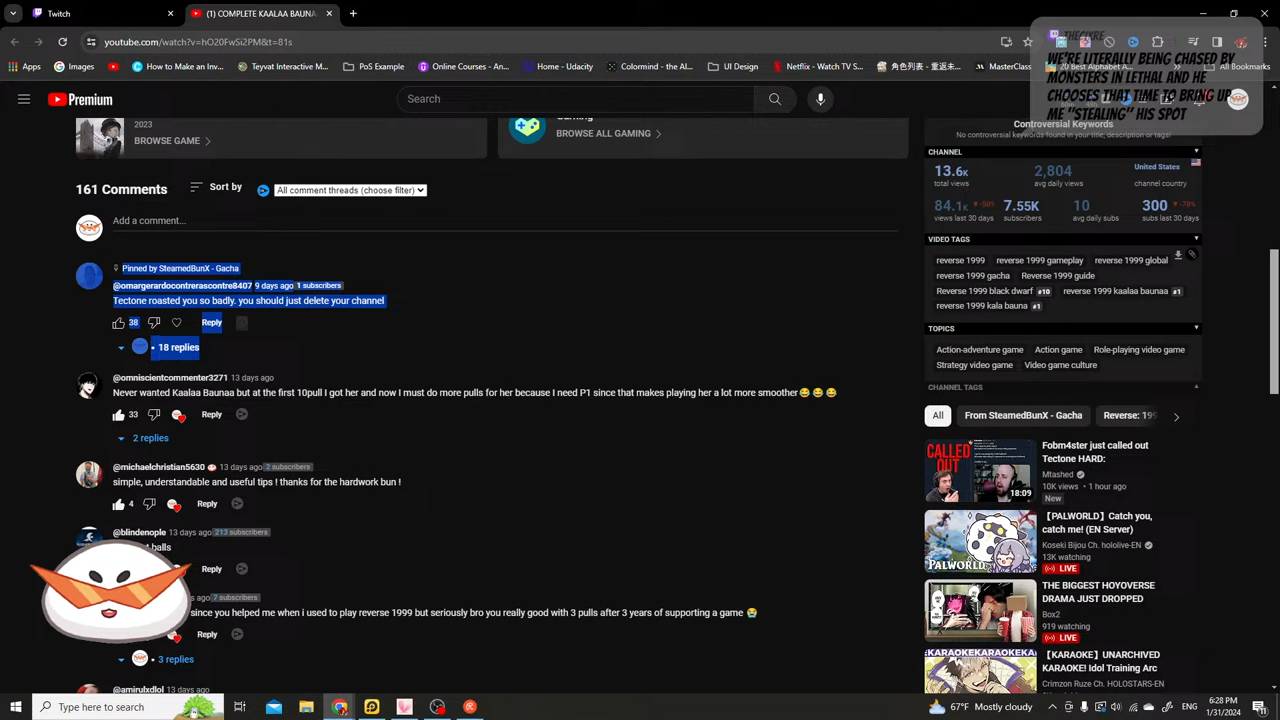 Twitch
(1) COMPLETE KAALAA BAUNA
youtube.com/watch?v=hO20FwSi2PM&t=81s
THECIXRE
WE'RE LITERALLY BEING CHASED BY
MONSTERS IN LETHAL AND HE
CHOOSES THAT TIME TO BRING UP
ME "STEALING" HIS SPOT
Apps
Images
YouTube
How to Make an Inv...
Teyvat Interactive...
PoS Example
Online Courses - An...
Home - Udacity
Colormind - the AI...
Design
Netflix - Watch TV S...
角色列表 - 重返未...
MasterClass
20 Best Alphabet A...
All Bookmarks
Premium
Search
2023
BROWSE GAME
Gaming
BROWSE ALL GAMING
161 Comments
Sort by
All comment threads (choose filter)
Add a comment...
Pinned by SteamedBunX - Gacha
@omargerardocontrerascontre8407 9 days ago 1 subscribers
Tectone roasted you so badly. you should just delete your channel
38
Reply
18 replies
@omniscientcommenter3271 13 days ago
Never wanted Kaalaa Baunaa but at the first 10pull I got her and now I must do more pulls for her because I need P1 since that makes playing her a lot more smoother😂😂😂
33
Reply
2 replies
@michaelchristian5630 13 days ago 2 subscribers
simple, understandable and useful tips ! thanks for the hardwork bun !
4
Reply
@blindenople 13 days ago 213 subscribers
balls
Reply
7 subscribers
since you helped me when i used to play reverse 1999 but seriously bro you really good with 3 pulls after 3 years of supporting a game 😭
Reply
3 replies
@amirulxdlol 13 days ago
Controversial Keywords
No controversial keywords found in your title, description or tags!
CHANNEL
13.6K
total views
2,804
avg daily views
United States
channel country
84.1K -50%
views last 30 days
7.55K
subscribers
10
avg daily subs
300 -70%
subs last 30 days
VIDEO TAGS
reverse 1999
reverse 1999 gameplay
reverse 1999 global
reverse 1999 gacha
Reverse 1999 guide
Reverse 1999 black dwarf #10
reverse 1999 kaalaa baunaa #1
reverse 1999 kala bauna #1
TOPICS
Action-adventure game
Action game
Role-playing video game
Strategy video game
Video game culture
CHANNEL TAGS
All
From SteamedBunX - Gacha
Reverse: 199
CALLED
OUT
18:09
Fobm4ster just called out
Tectone HARD:
Mtashed
10K views • 1 hour ago
New
PALWORLD
【PALWORLD】Catch you,
catch me! (EN Server)
Koseki Bijou Ch. hololive-EN
13K watching
LIVE
THE BIGGEST HOYOVERSE
DRAMA JUST DROPPED
Box2
919 watching
LIVE
KARAOKE
【KARAOKE】UNARCHIVED
KARAOKE! Idol Training Arc
Crimzon Ruze Ch. HOLOSTARS-EN
Type here to search
67°F Mostly cloudy
6:28 PM
1/31/2024